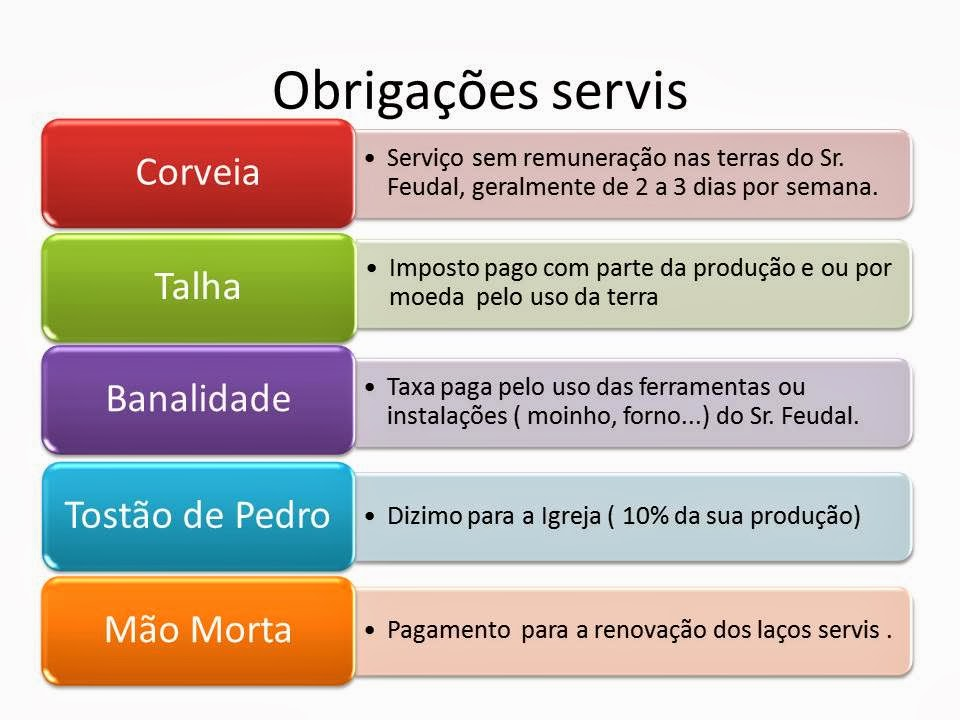 Obrigações servis
Corveia
• Serviço sem remuneração nas terras do Sr.
Feudal, geralmente de 2 a 3 dias por semana.
Talha
• Imposto pago com parte da produção e ou por
moeda  pelo uso da terra
Banalidade
• Taxa paga pelo uso das ferramentas ou
instalações ( moinho, forno...) do Sr. Feudal.
Tostão de Pedro
• Dizimo para a Igreja ( 10% da sua produção)
Mão Morta
• Pagamento  para a renovação dos laços servis .